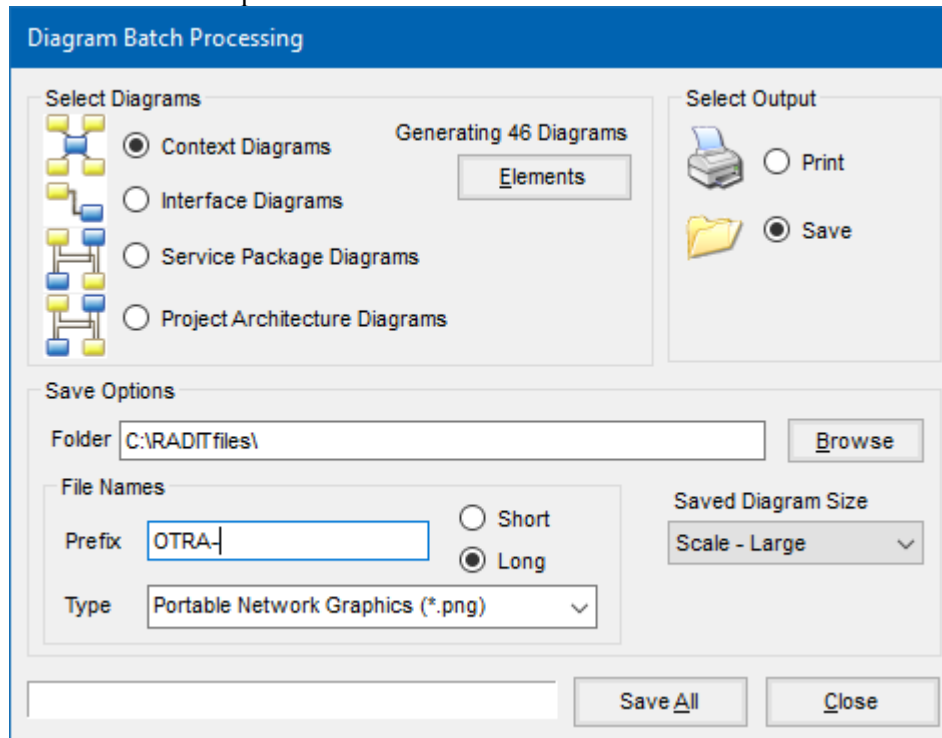 Diagram Batch Processing
Select Diagrams
Context Diagrams
Generating 46 Diagrams
Elements
Interface Diagrams
Service Package Diagrams
Project Architecture Diagrams
Select Output
Print
Save
Save Options
Folder C:\RADITfiles\ Browse
File Names
Prefix OTRA-
Short
Long
Type Portable Network Graphics (*.png)
Saved Diagram Size
Scale - Large
Save All Close